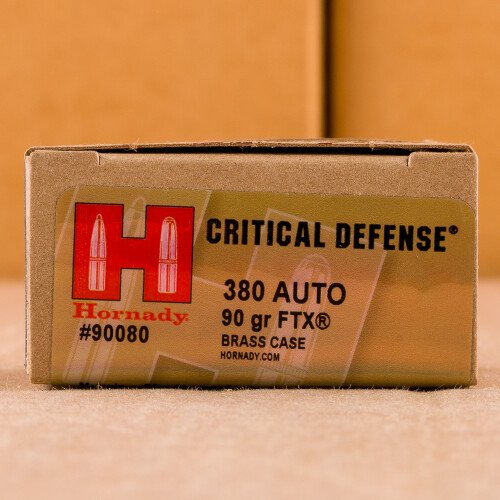 CRITICAL DEFENSE®
H
Hornady
#90080
380 AUTO
90 gr FTX®
BRASS CASE
HORNADY.COM